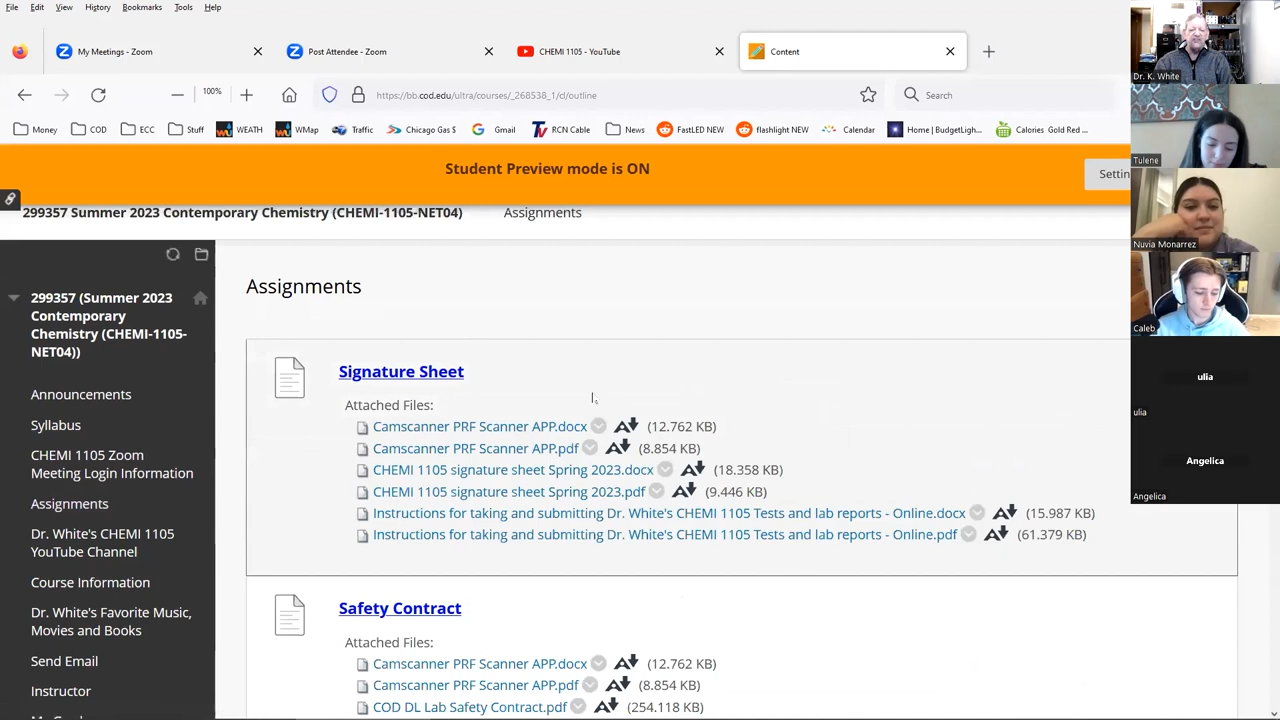 File Edit View History Bookmarks Tools Help
My Meetings - Zoom
Post Attendee - Zoom
CHEMI 1105 - YouTube
Content
100%
https://bb.cod.edu/ultra/courses/_268538_1/cl/outline
Search
Money COD ECC Stuff WEATH WMap Traffic Chicago Gas $ Gmail RCN Cable News FastLED NEW flashlight NEW Calendar Home | BudgetLigh... Calories Gold Red ...
Student Preview mode is ON
Settin
299357 Summer 2023 Contemporary Chemistry (CHEMI-1105-NET04) Assignments
299357 (Summer 2023
Contemporary
Chemistry (CHEMI-1105-
NET04))
Announcements
Syllabus
CHEMI 1105 Zoom
Meeting Login Information
Assignments
Dr. White's CHEMI 1105
YouTube Channel
Course Information
Dr. White's Favorite Music,
Movies and Books
Send Email
Instructor
Assignments
Signature Sheet
Attached Files:
Camscanner PRF Scanner APP.docx (12.762 KB)
Camscanner PRF Scanner APP.pdf (8.854 KB)
CHEMI 1105 signature sheet Spring 2023.docx (18.358 KB)
CHEMI 1105 signature sheet Spring 2023.pdf (9.446 KB)
Instructions for taking and submitting Dr. White's CHEMI 1105 Tests and lab reports - Online.docx (15.987 KB)
Instructions for taking and submitting Dr. White's CHEMI 1105 Tests and lab reports - Online.pdf (61.379 KB)
Safety Contract
Attached Files:
Camscanner PRF Scanner APP.docx (12.762 KB)
Camscanner PRF Scanner APP.pdf (8.854 KB)
COD DL Lab Safety Contract.pdf (254.118 KB)
Dr. K. White
Tulene
Nuvia Monarrez
Caleb
ulia
ulia
Angelica
Angelica